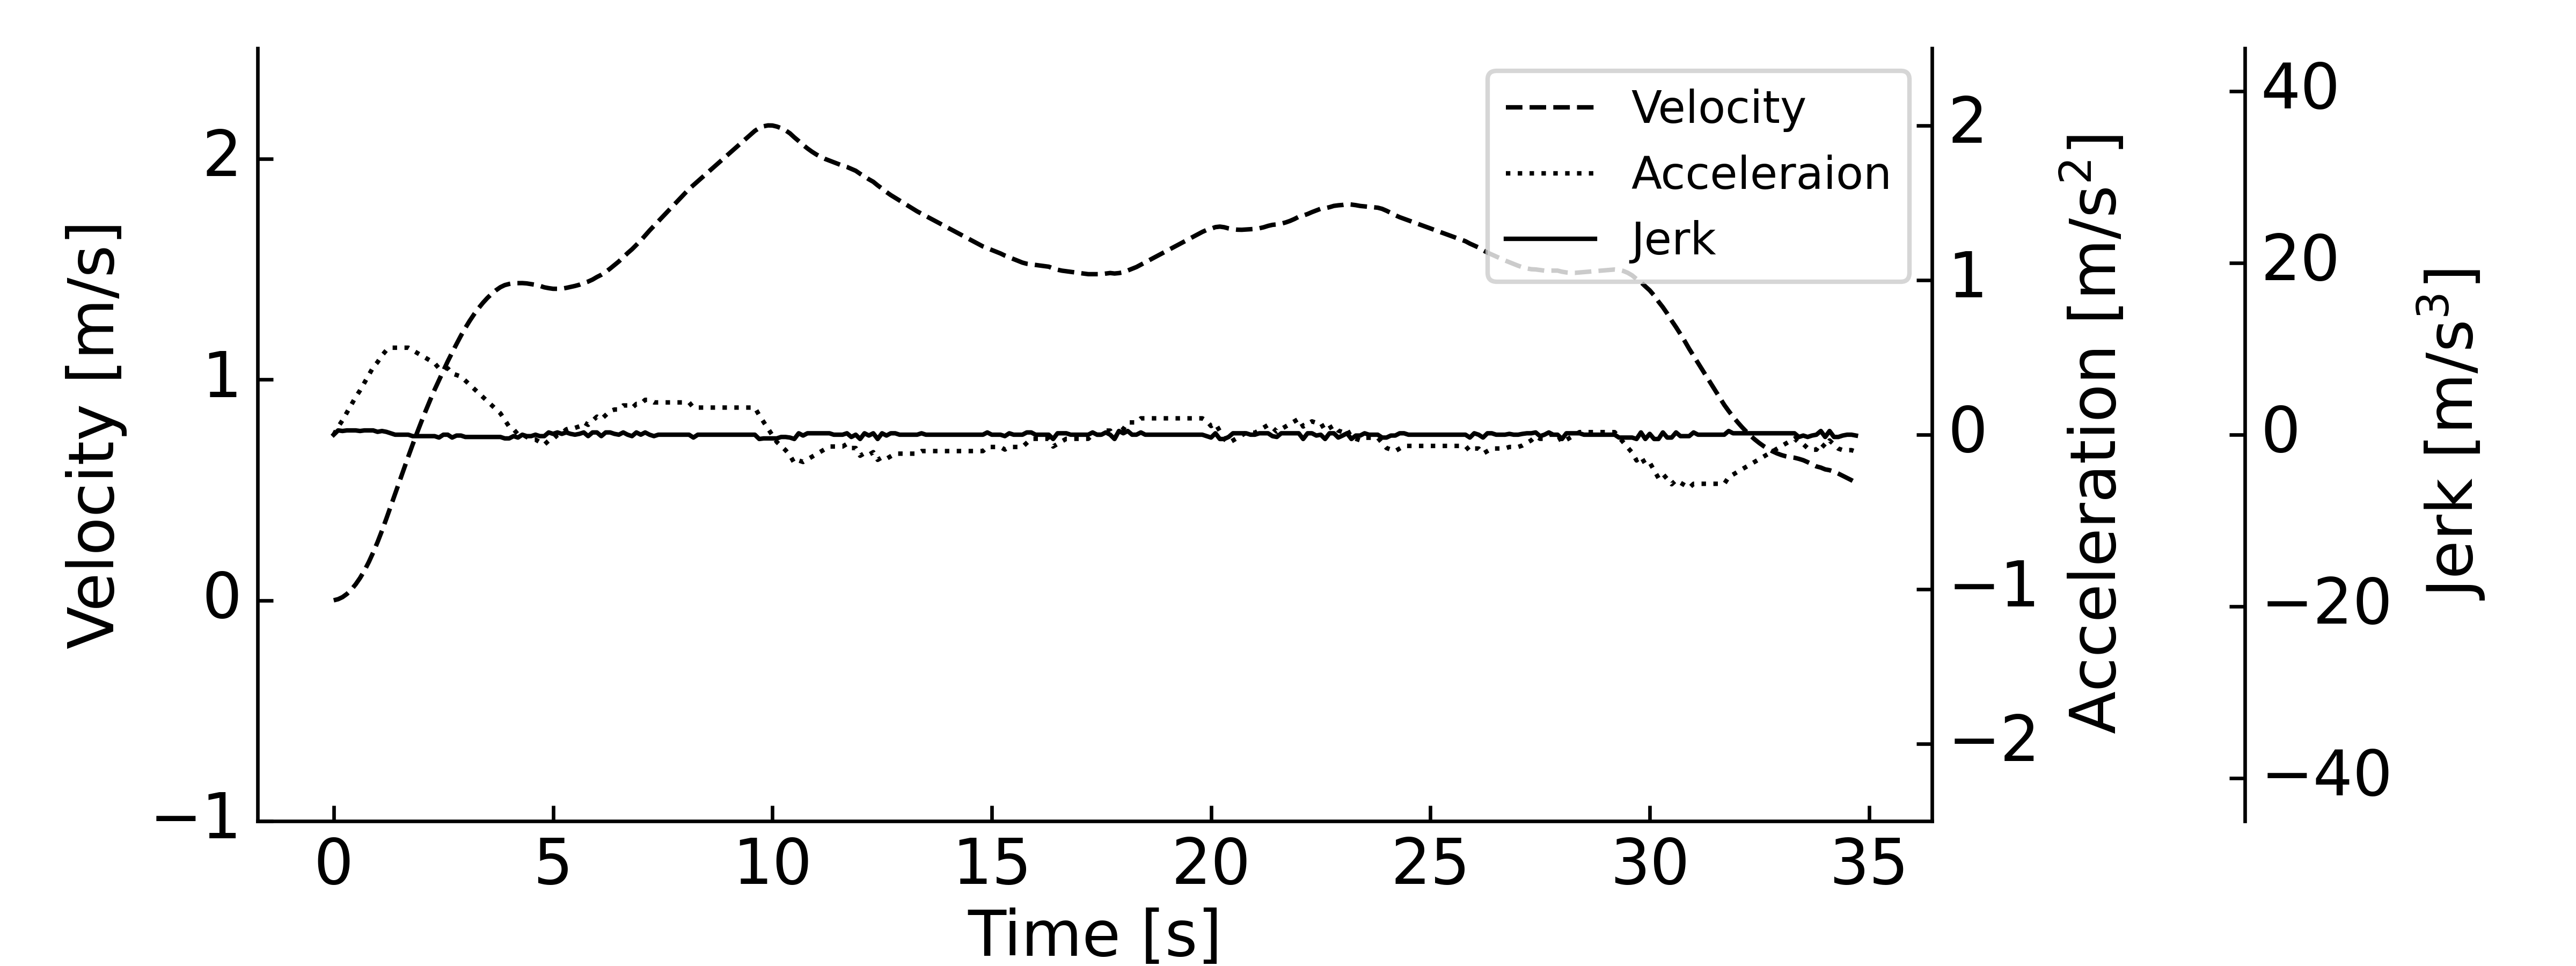 Velocity [m/s]
2
1
0
−1
0 5 10 15 20 25 30 35
Time [s]
Velocity
Acceleraion
Jerk
2
1
0
−1
−2
Acceleration [m/s²]
40
20
0
−20
−40
Jerk [m/s³]